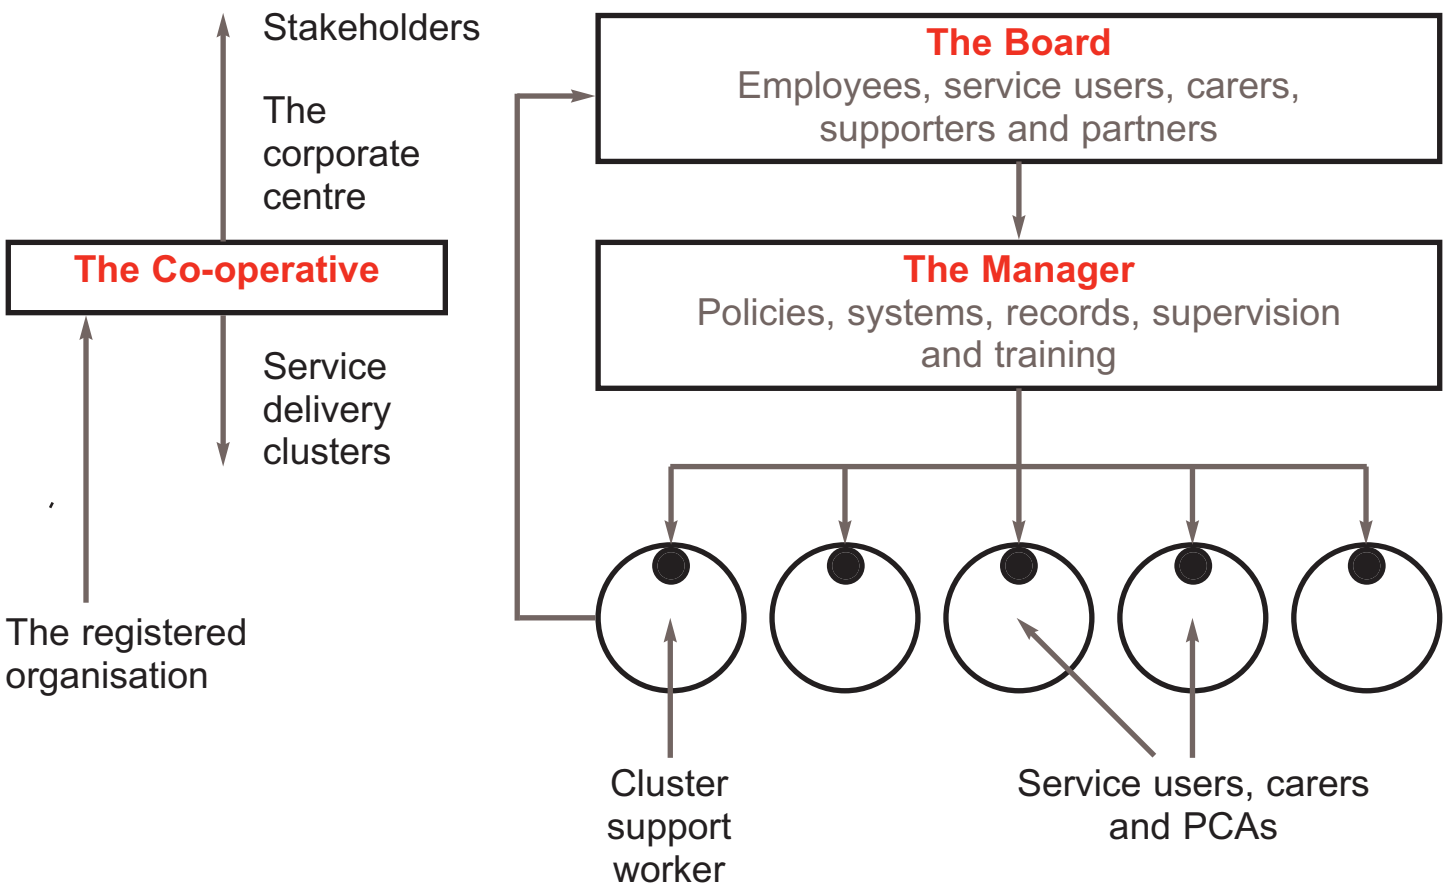 Stakeholders
The
corporate
centre
The Co-operative
Service
delivery
clusters
The registered
organisation
The Board
Employees, service users, carers,
supporters and partners
The Manager
Policies, systems, records, supervision
and training
Cluster
support
worker
Service users, carers
and PCAs